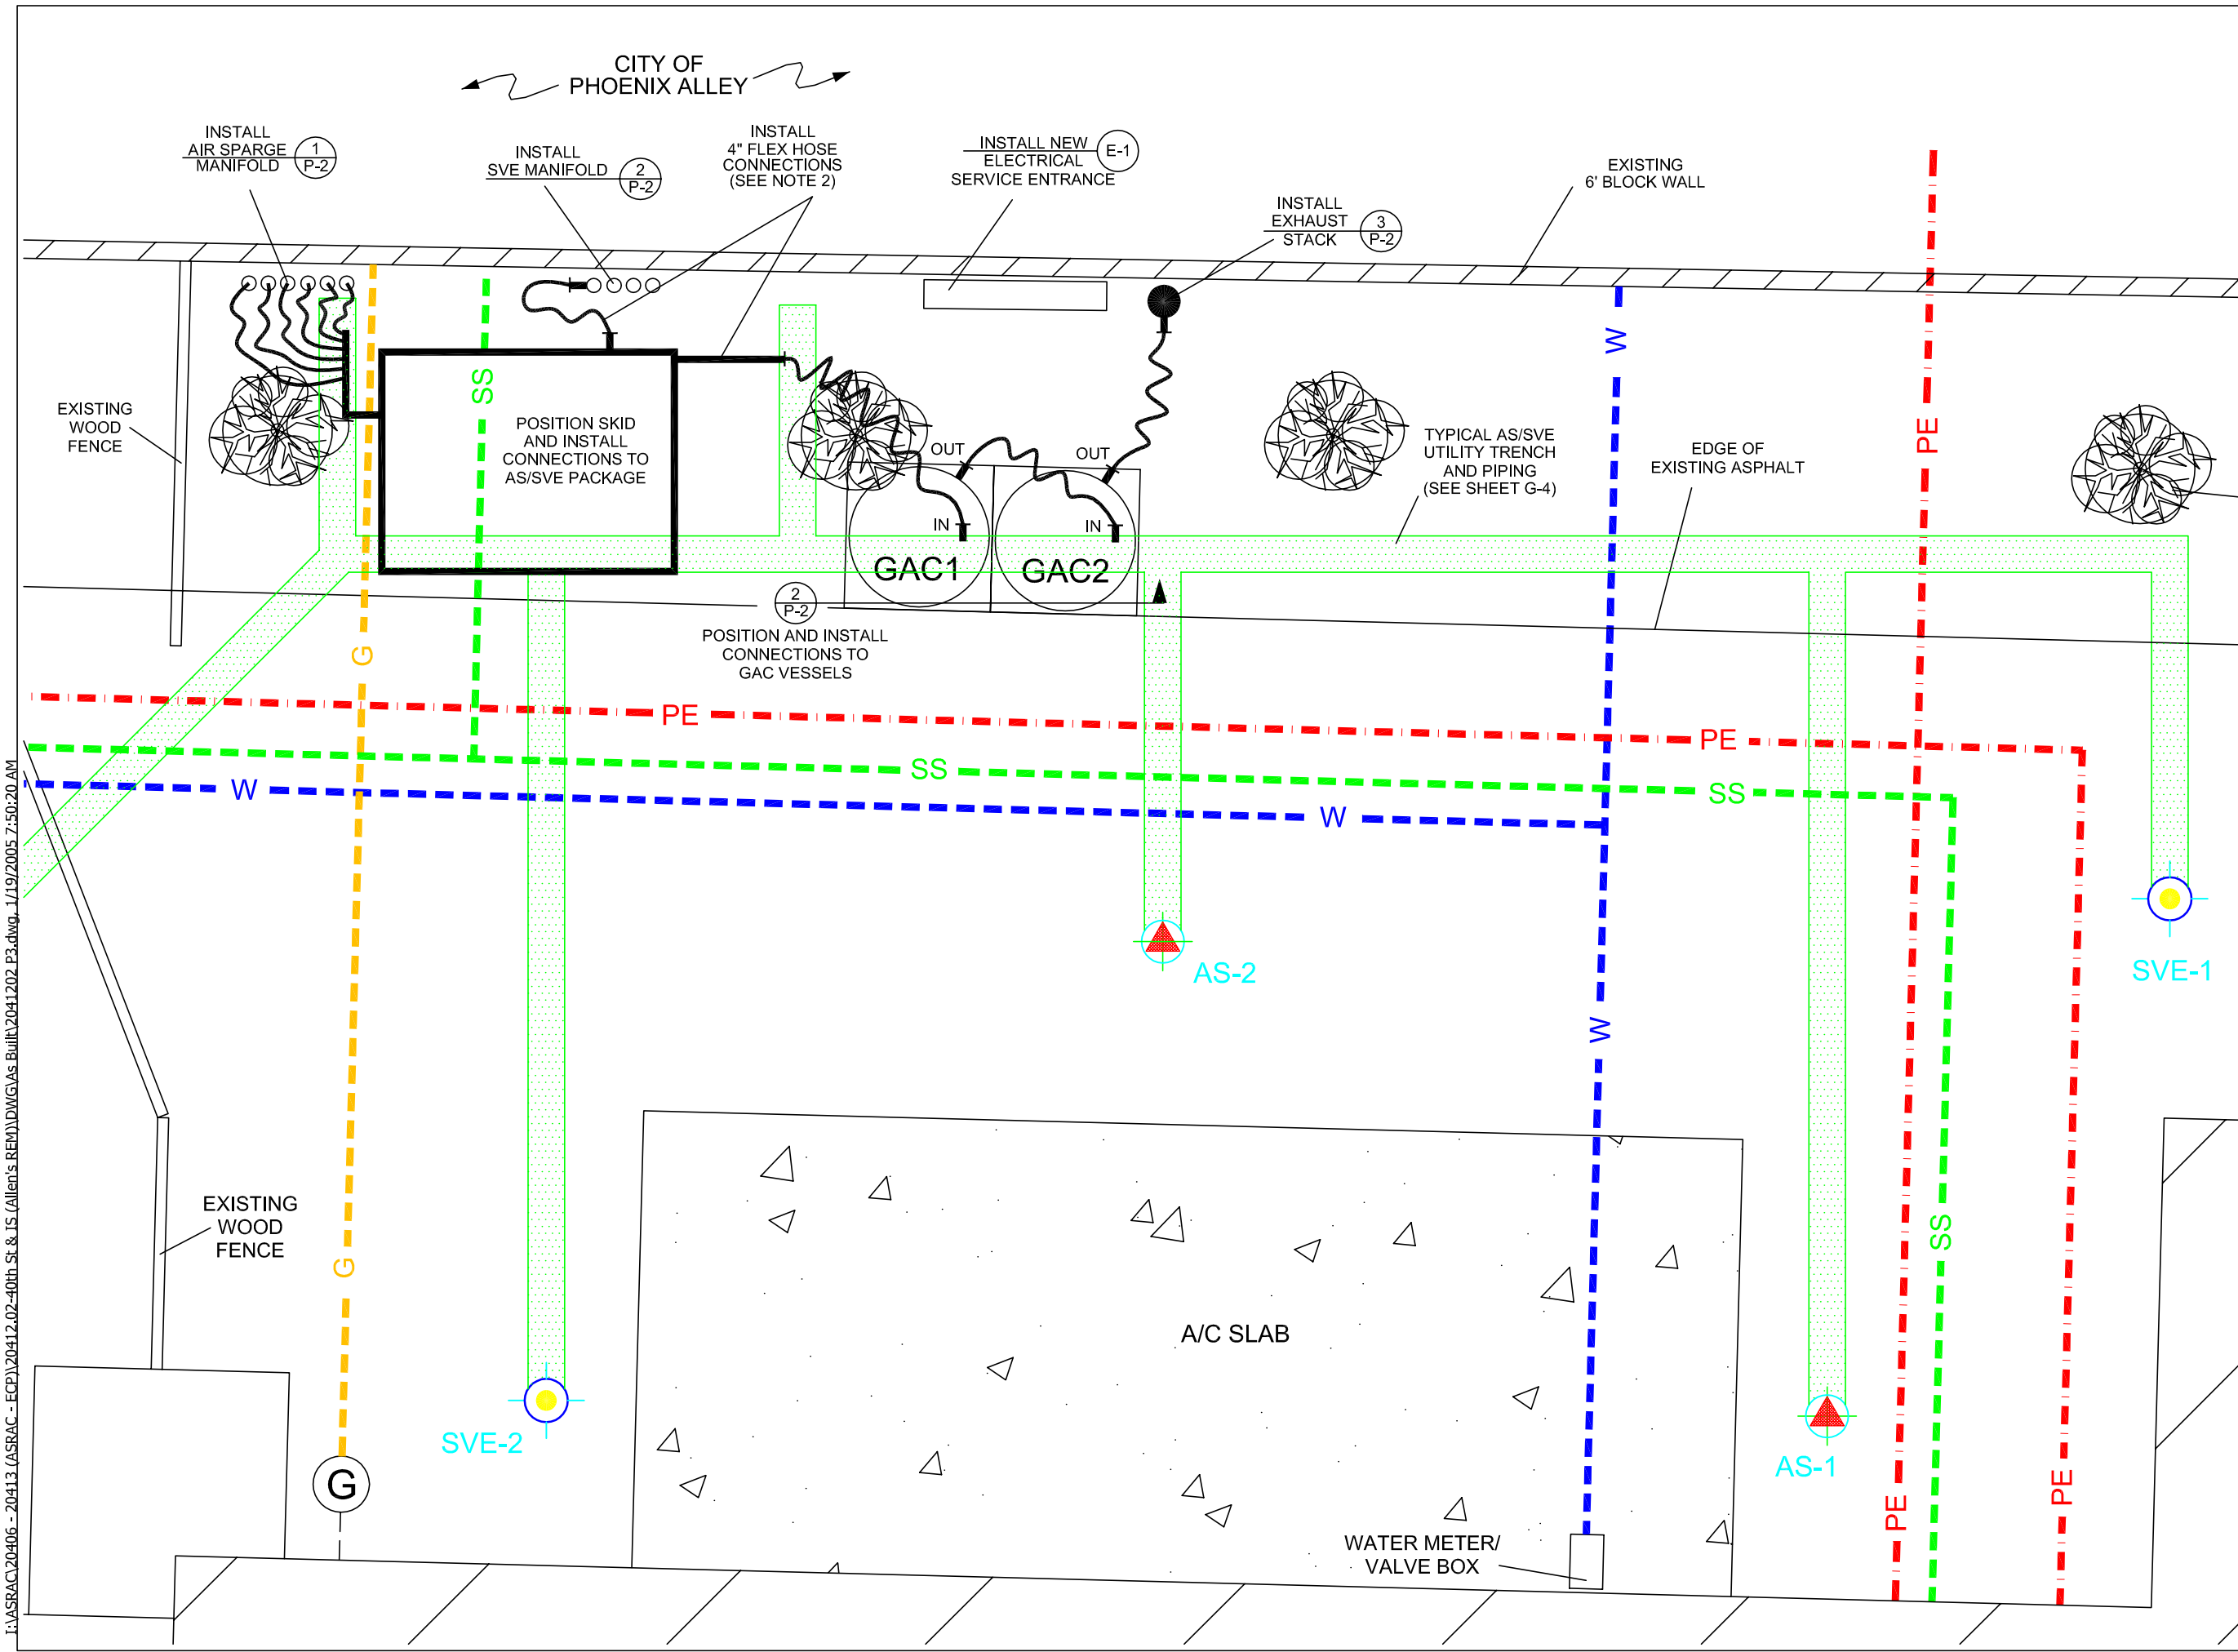 CITY OF
PHOENIX ALLEY
INSTALL
AIR SPARGE
MANIFOLD
1
P-2
INSTALL
SVE MANIFOLD
2
P-2
INSTALL
4" FLEX HOSE
CONNECTIONS
(SEE NOTE 2)
INSTALL NEW
ELECTRICAL
SERVICE ENTRANCE
E-1
INSTALL
EXHAUST
STACK
3
P-2
EXISTING
6' BLOCK WALL
W
SS
PE
EXISTING
WOOD
FENCE
POSITION SKID
AND INSTALL
CONNECTIONS TO
AS/SVE PACKAGE
OUT
OUT
IN
IN
GAC1
GAC2
TYPICAL AS/SVE
UTILITY TRENCH
AND PIPING
(SEE SHEET G-4)
EDGE OF
EXISTING ASPHALT
2
P-2
POSITION AND INSTALL
CONNECTIONS TO
GAC VESSELS
G
PE
PE
SS
SS
W
W
AS-2
SVE-1
W
EXISTING
WOOD
FENCE
G
SS
A/C SLAB
SVE-2
AS-1
G
PE
PE
WATER METER/
VALVE BOX
I:\ASRAC\20406 - 20413 (ASRAC - ECP)\20412.02-40th St & IS (Allen's REM)\DWG\As Built\2041202 P3.dwg, 1/19/2005 7:50:20 AM